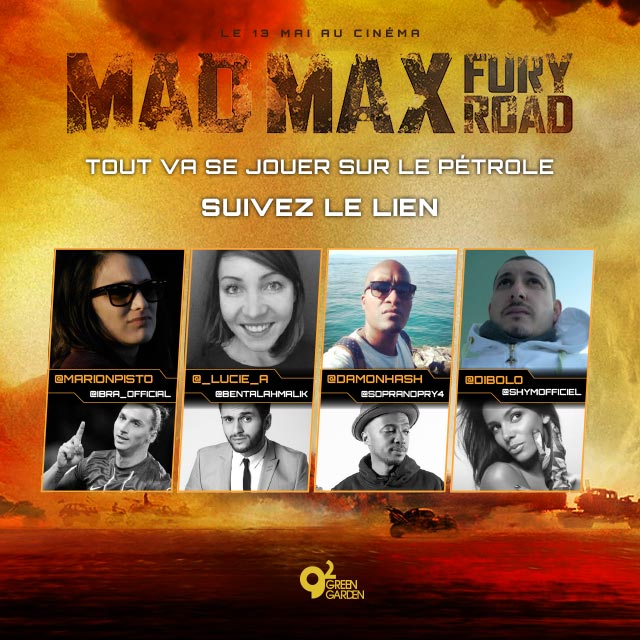 LE 13 MAI AU CINÉMA
MAD MAX FURY ROAD
TOUT VA SE JOUER SUR LE PÉTROLE
SUIVEZ LE LIEN
@MARIONPISTO
@IBRA_OFFICIAL
@_LUCIE_A
@BENTALAHMALIK
@DAMONHASH
@SOPRANOPRY4
@DIBOLO
@SHYMOFFICIEL
9²
GREEN
GARDEN